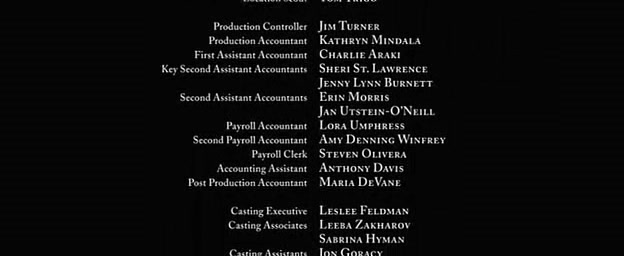 Production Controller Jim Turner
Production Accountant Kathryn Mindala
First Assistant Accountant Charlie Araki
Key Second Assistant Accountants Sheri St. Lawrence
Jenny Lynn Burnett
Second Assistant Accountants Erin Morris
Jan Utstein-O'Neill
Payroll Accountant Lora Umphress
Second Payroll Accountant Amy Denning Winfrey
Payroll Clerk Steven Olivera
Accounting Assistant Anthony Davis
Post Production Accountant Maria DeVane
Casting Executive Leslee Feldman
Casting Associates Leeba Zakharov
Sabrina Hyman
Casting Assistants Jon Goracy